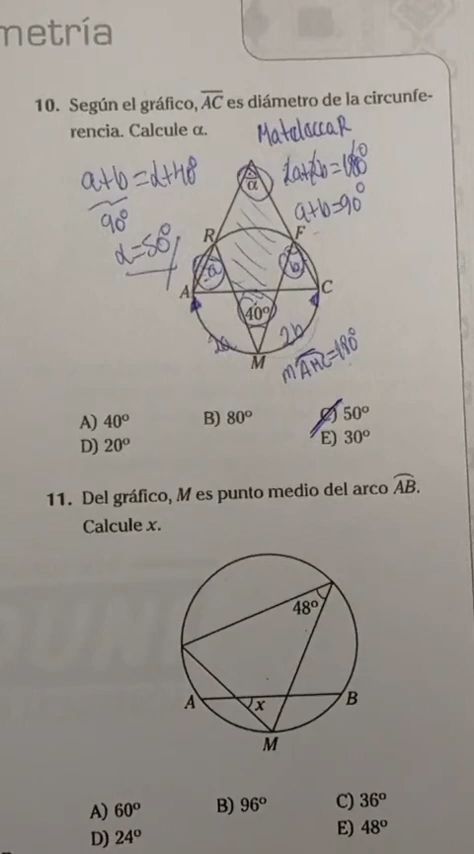 metría
10. Según el gráfico, AC es diámetro de la circunfe-
rencia. Calcule α.
a+b=α+40
90°
α=50°
2a+2b=180°
a+b=90°
α
R
F
a
b
A
C
40°
2a
2b
M
mAMC=180°
A) 40°
B) 80°
C) 50°
D) 20°
E) 30°
11. Del gráfico, M es punto medio del arco AB.
Calcule x.
48°
A
x
B
M
A) 60°
B) 96°
C) 36°
D) 24°
E) 48°